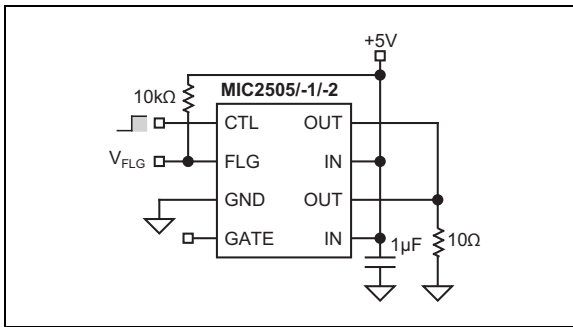 +5V
MIC2505/-1/-2
10kΩ
CTL OUT
V_FLG FLG IN
GND OUT
GATE IN
1µF 10Ω